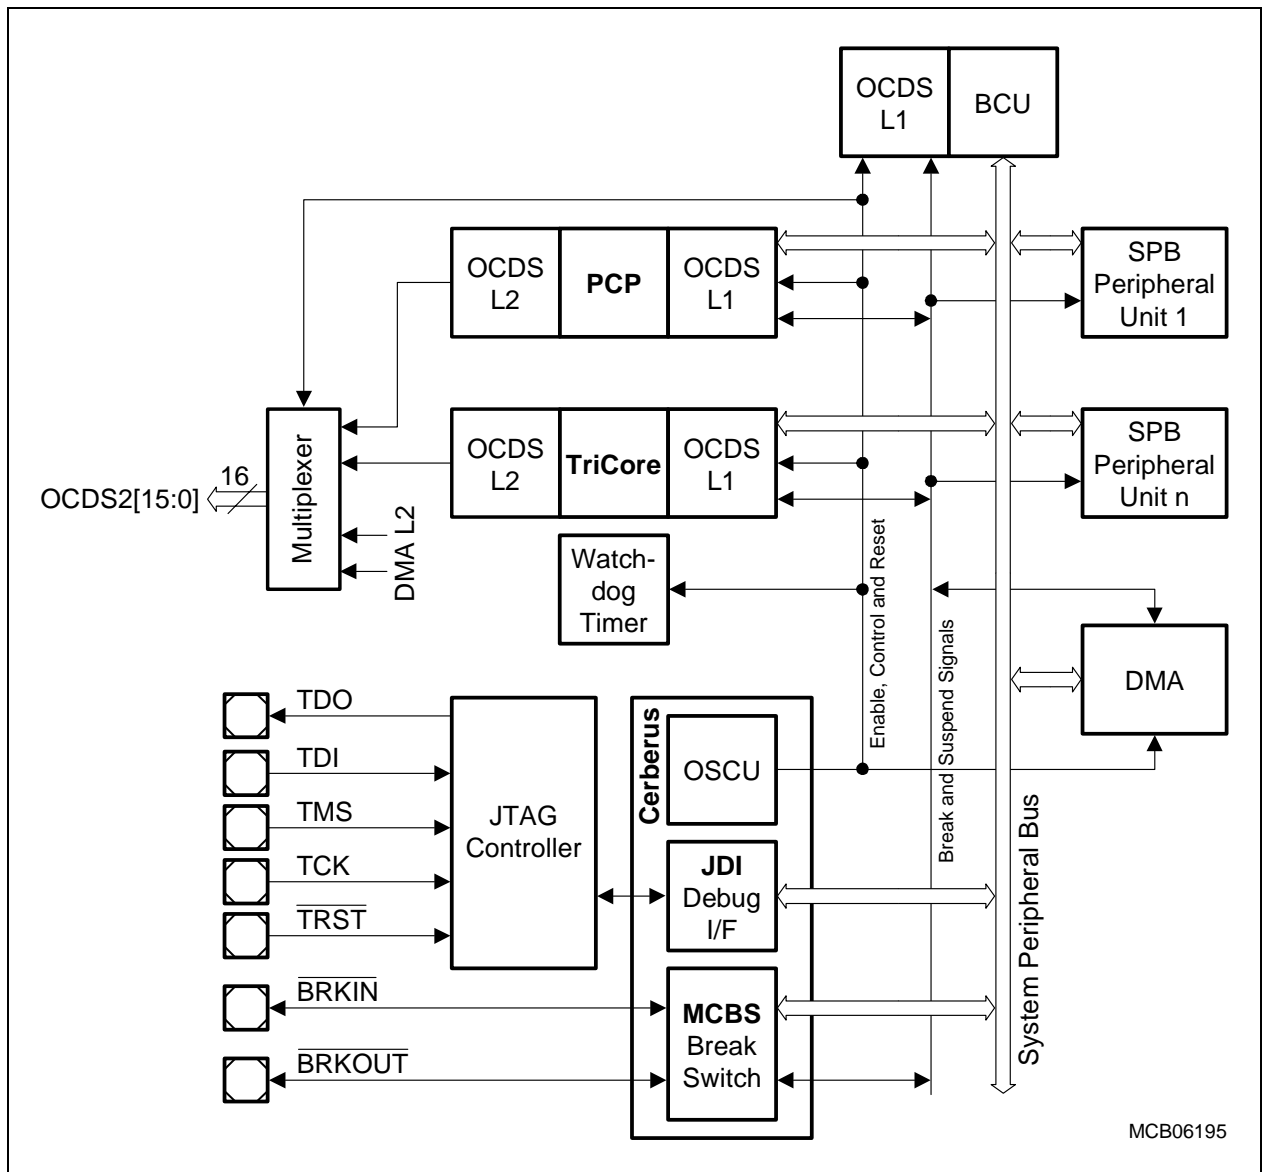 OCDS
L1
BCU
OCDS
L2
PCP
OCDS
L1
SPB
Peripheral
Unit 1
OCDS2[15:0]
16
Multiplexer
DMA L2
OCDS
L2
TriCore
OCDS
L1
SPB
Peripheral
Unit n
Watch-
dog
Timer
Enable, Control and Reset
Break and Suspend Signals
System Peripheral Bus
DMA
TDO
TDI
TMS
TCK
TRST
BRKIN
BRKOUT
JTAG
Controller
Cerberus
OSCU
JDI
Debug
I/F
MCBS
Break
Switch
MCB06195